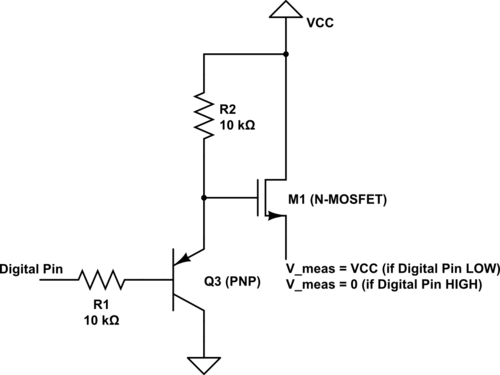 VCC
R2
10 kΩ
M1 (N-MOSFET)
Digital Pin
R1
10 kΩ
Q3 (PNP)
V_meas = VCC (if Digital Pin LOW)
V_meas = 0 (if Digital Pin HIGH)